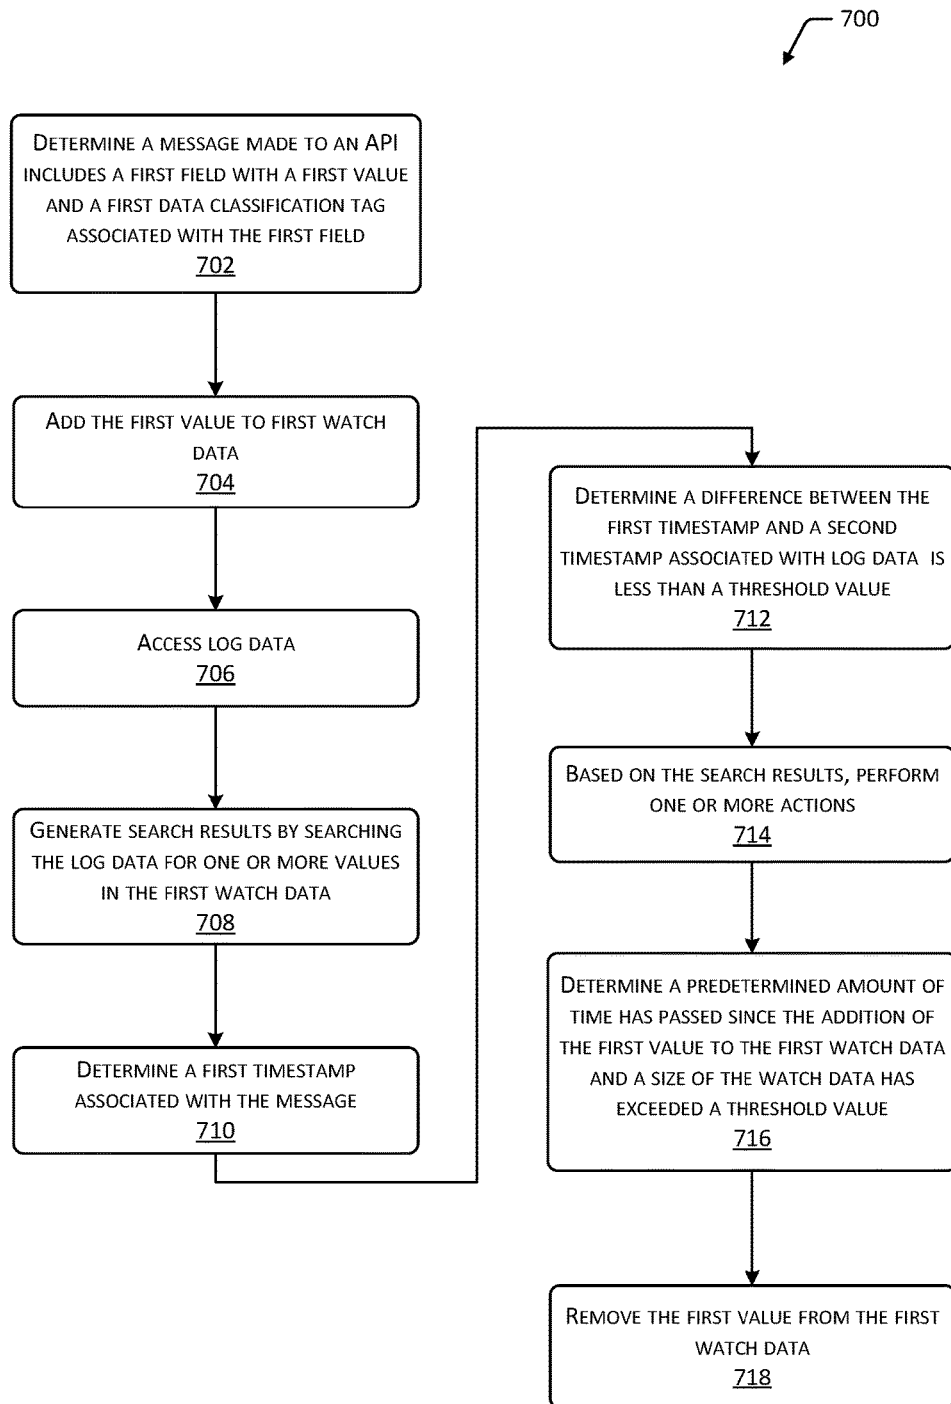 700
DETERMINE A MESSAGE MADE TO AN API
INCLUDES A FIRST FIELD WITH A FIRST VALUE
AND A FIRST DATA CLASSIFICATION TAG
ASSOCIATED WITH THE FIRST FIELD
702
ADD THE FIRST VALUE TO FIRST WATCH
DATA
704
ACCESS LOG DATA
706
GENERATE SEARCH RESULTS BY SEARCHING
THE LOG DATA FOR ONE OR MORE VALUES
IN THE FIRST WATCH DATA
708
DETERMINE A FIRST TIMESTAMP
ASSOCIATED WITH THE MESSAGE
710
DETERMINE A DIFFERENCE BETWEEN THE
FIRST TIMESTAMP AND A SECOND
TIMESTAMP ASSOCIATED WITH LOG DATA IS
LESS THAN A THRESHOLD VALUE
712
BASED ON THE SEARCH RESULTS, PERFORM
ONE OR MORE ACTIONS
714
DETERMINE A PREDETERMINED AMOUNT OF
TIME HAS PASSED SINCE THE ADDITION OF
THE FIRST VALUE TO THE FIRST WATCH DATA
AND A SIZE OF THE WATCH DATA HAS
EXCEEDED A THRESHOLD VALUE
716
REMOVE THE FIRST VALUE FROM THE FIRST
WATCH DATA
718